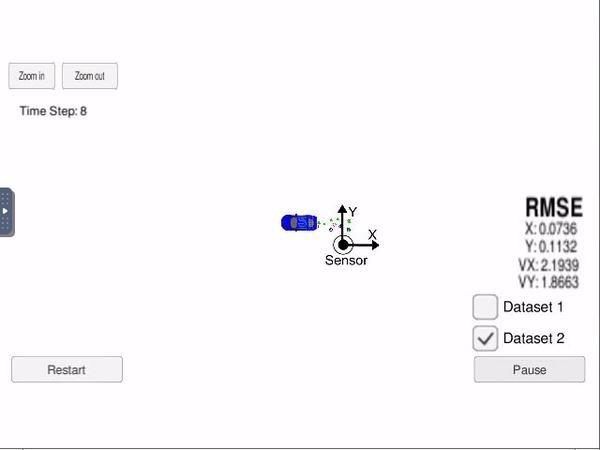 Zoom in
Zoom out
Time Step: 8
Y
X
Sensor
RMSE
X: 0.0736
Y: 0.1132
VX: 2.1939
VY: 1.8663
Dataset 1
Dataset 2
Restart
Pause